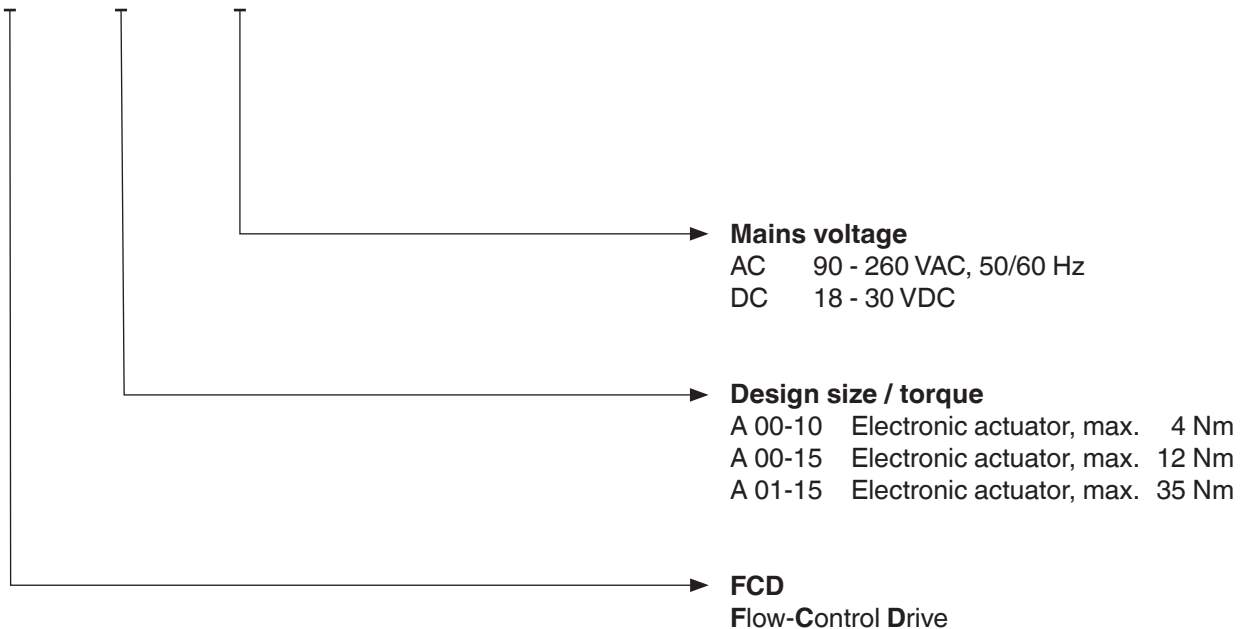 Mains voltage
AC 90 - 260 VAC, 50/60 Hz
DC 18 - 30 VDC
Design size / torque
A 00-10 Electronic actuator, max. 4 Nm
A 00-15 Electronic actuator, max. 12 Nm
A 01-15 Electronic actuator, max. 35 Nm
FCD
Flow-Control Drive